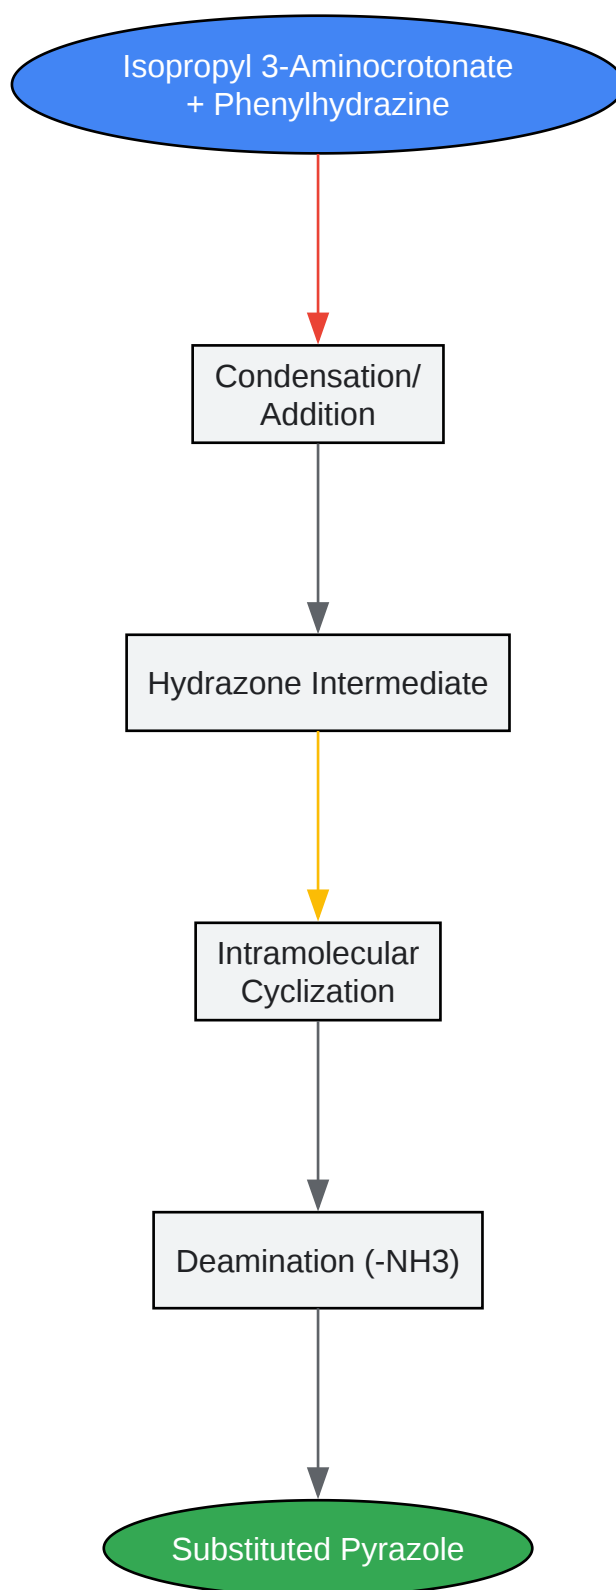 Isopropyl 3-Aminocrotonate
+ Phenylhydrazine
Condensation/
Addition
Hydrazone Intermediate
Intramolecular
Cyclization
Deamination (-NH3)
Substituted Pyrazole